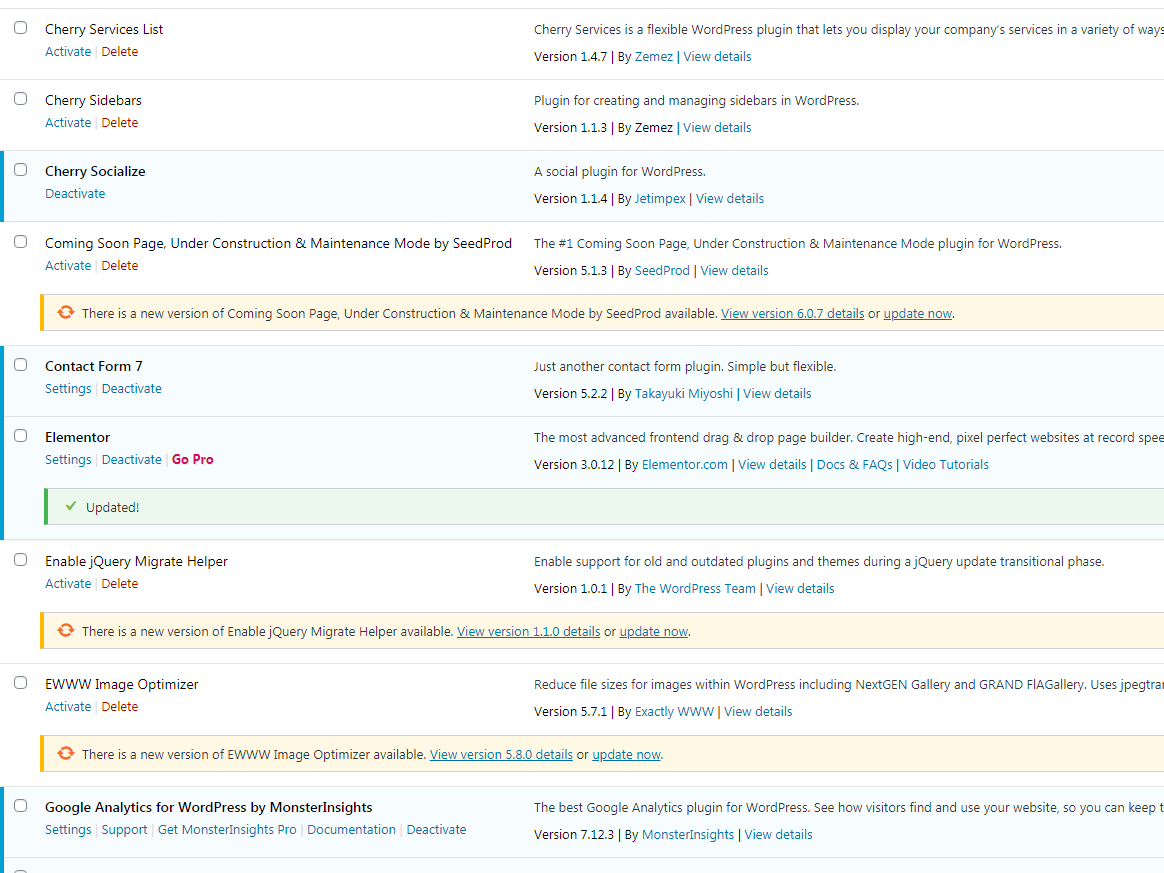 Cherry Services List
Cherry Services is a flexible WordPress plugin that lets you display your company's services in a variety of ways
Activate | Delete
Version 1.4.7 | By Zemez | View details
Cherry Sidebars
Plugin for creating and managing sidebars in WordPress.
Activate | Delete
Version 1.1.3 | By Zemez | View details
Cherry Socialize
A social plugin for WordPress.
Deactivate
Version 1.1.4 | By Jetimpex | View details
Coming Soon Page, Under Construction & Maintenance Mode by SeedProd
The #1 Coming Soon Page, Under Construction & Maintenance Mode plugin for WordPress.
Activate | Delete
Version 5.1.3 | By SeedProd | View details
There is a new version of Coming Soon Page, Under Construction & Maintenance Mode by SeedProd available. View version 6.0.7 details or update now.
Contact Form 7
Just another contact form plugin. Simple but flexible.
Settings | Deactivate
Version 5.2.2 | By Takayuki Miyoshi | View details
Elementor
The most advanced frontend drag & drop page builder. Create high-end, pixel perfect websites at record spee
Settings | Deactivate | Go Pro
Version 3.0.12 | By Elementor.com | View details | Docs & FAQs | Video Tutorials
Updated!
Enable jQuery Migrate Helper
Enable support for old and outdated plugins and themes during a jQuery update transitional phase.
Activate | Delete
Version 1.0.1 | By The WordPress Team | View details
There is a new version of Enable jQuery Migrate Helper available. View version 1.1.0 details or update now.
EWWW Image Optimizer
Reduce file sizes for images within WordPress including NextGEN Gallery and GRAND FlAGallery. Uses jpegtra
Activate | Delete
Version 5.7.1 | By Exactly WWW | View details
There is a new version of EWWW Image Optimizer available. View version 5.8.0 details or update now.
Google Analytics for WordPress by MonsterInsights
The best Google Analytics plugin for WordPress. See how visitors find and use your website, so you can keep t
Settings | Support | Get MonsterInsights Pro | Documentation | Deactivate
Version 7.12.3 | By MonsterInsights | View details